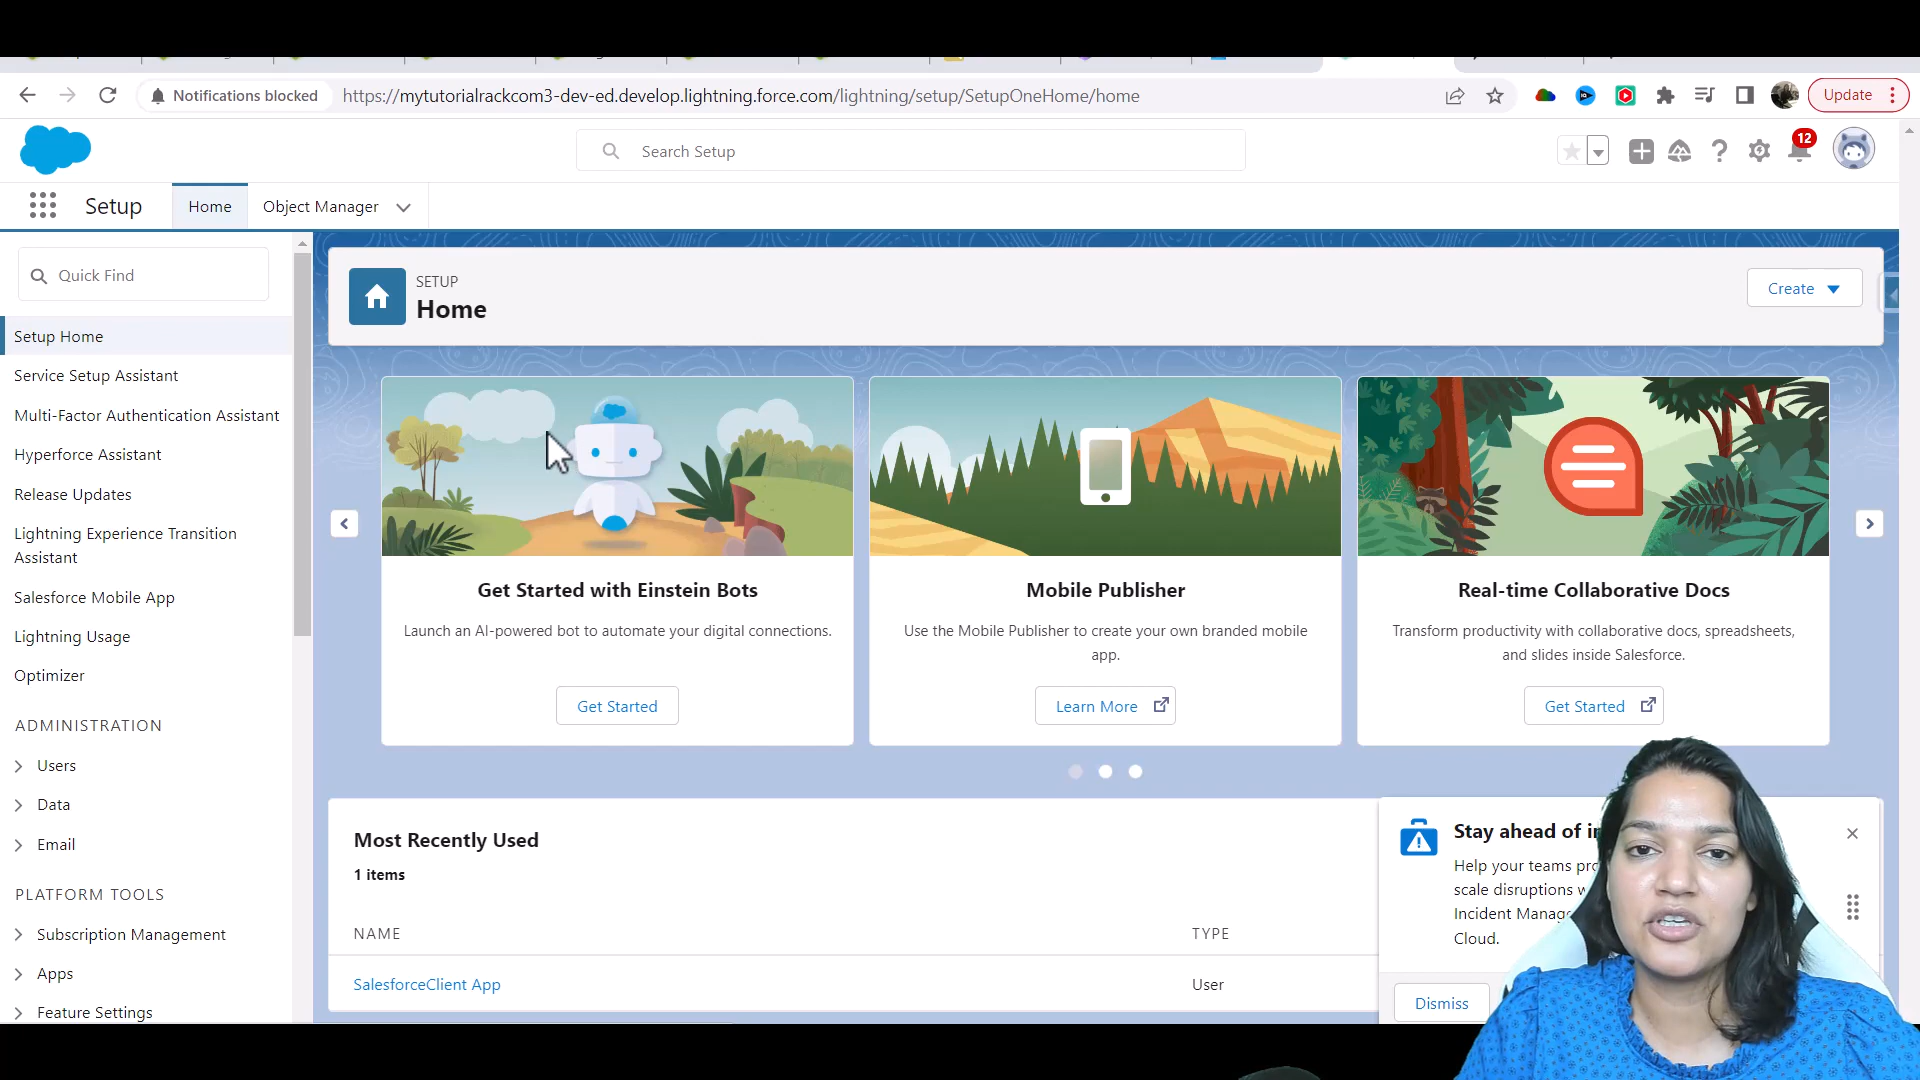 Notifications blocked
https://mytutorialrackcom3-dev-ed.develop.lightning.force.com/lightning/setup/SetupOneHome/home
Update
Search Setup
12
Setup
Home
Object Manager
Quick Find
SETUP
Home
Create
Setup Home
Service Setup Assistant
Multi-Factor Authentication Assistant
Hyperforce Assistant
Release Updates
Lightning Experience Transition
Assistant
Salesforce Mobile App
Lightning Usage
Optimizer
ADMINISTRATION
Users
Data
Email
PLATFORM TOOLS
Subscription Management
Apps
Feature Settings
Get Started with Einstein Bots
Launch an AI-powered bot to automate your digital connections.
Get Started
Mobile Publisher
Use the Mobile Publisher to create your own branded mobile
app.
Learn More
Real-time Collaborative Docs
Transform productivity with collaborative docs, spreadsheets,
and slides inside Salesforce.
Get Started
Most Recently Used
1 items
NAME
TYPE
SalesforceClient App
User
Stay ahead of
Help your teams
scale disruptions
Incident
Cloud.
Dismiss